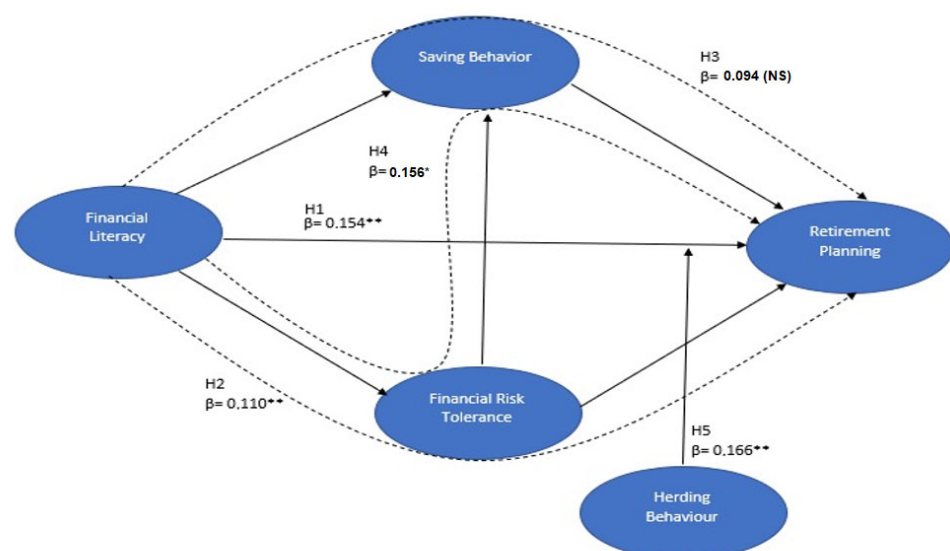 Saving Behavior
H3
β= 0.094 (NS)
H4
β= 0.156*
Financial
Literacy
H1
β= 0,154**
Retirement
Planning
H2
β= 0,110**
Financial Risk
Tolerance
H5
β= 0,166**
Herding
Behaviour